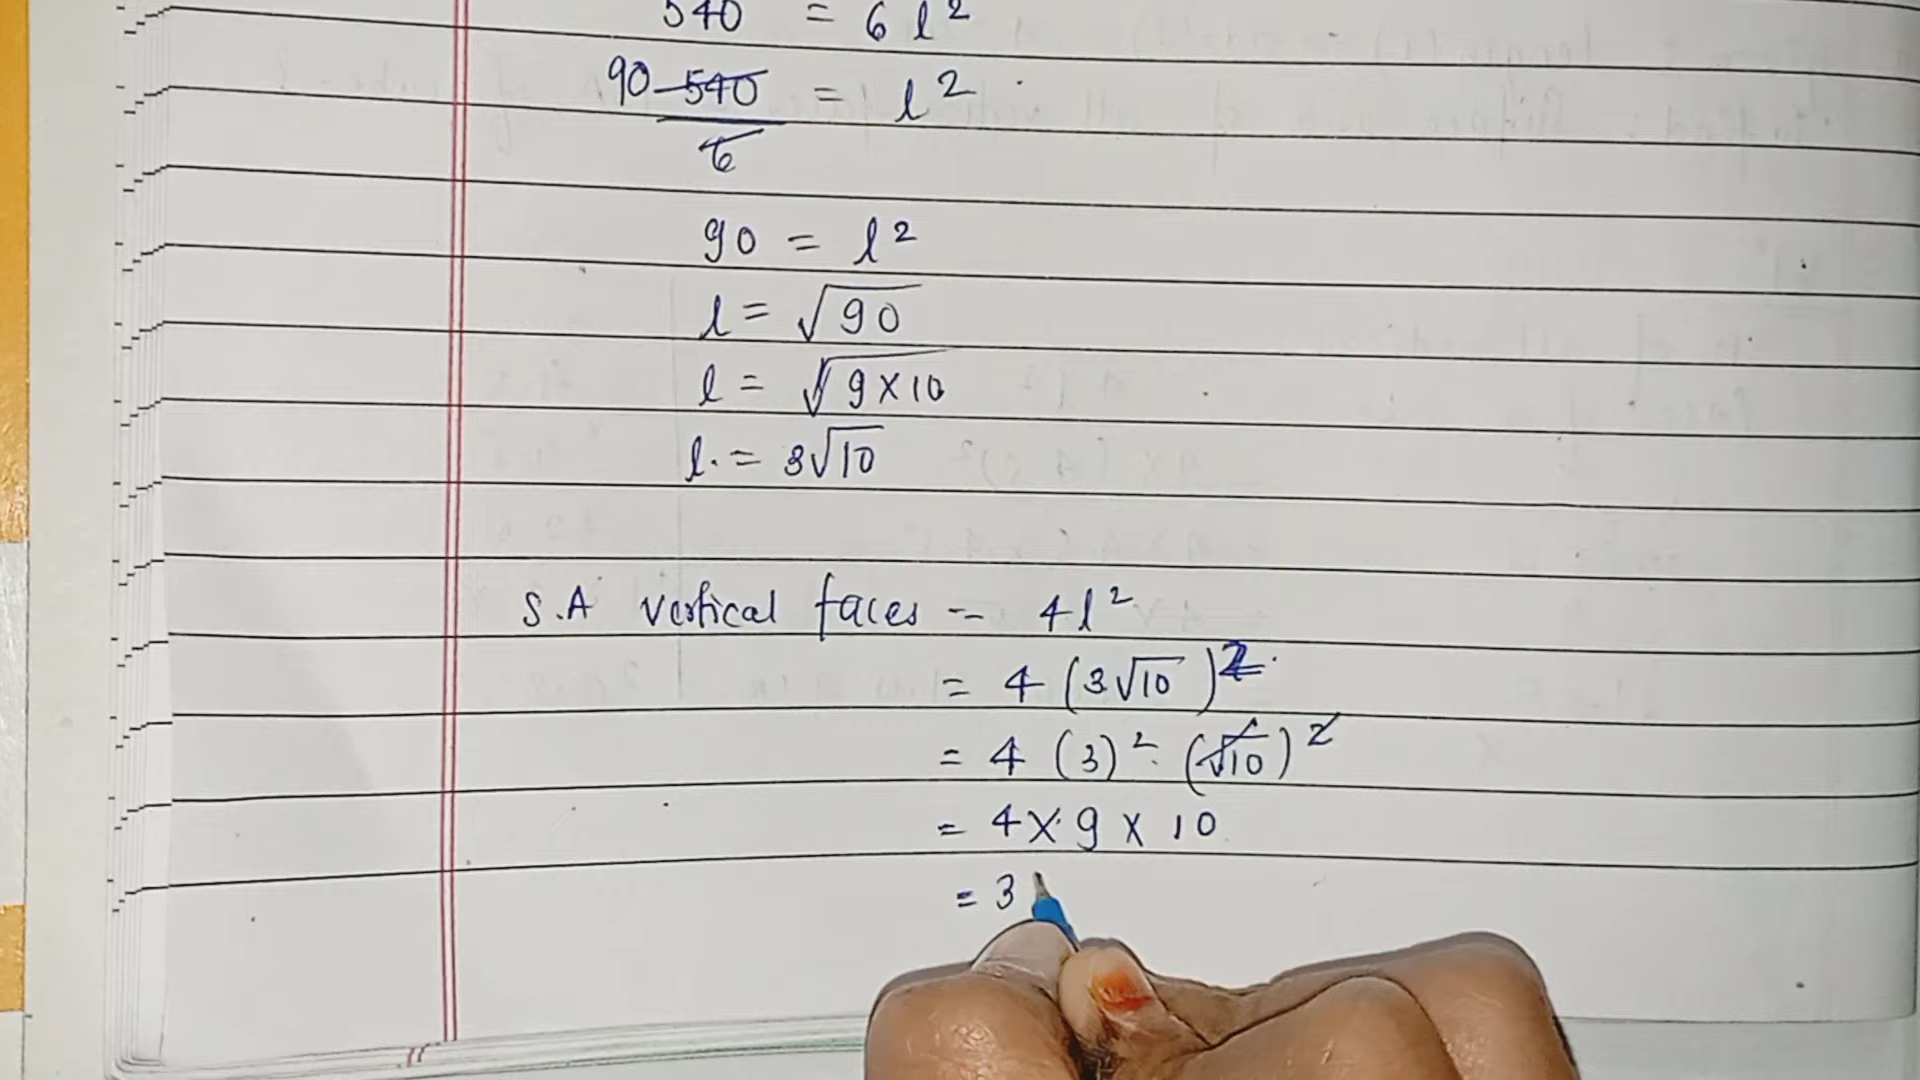 540 = 6 l²
90 540 = l²
6
90 = l²
l = √90
l = √9×10
l. = 3√10
S.A vertical faces = 4l²
= 4 (3√10)²
= 4 (3)² (√10)²
= 4 × 9 × 10
= 3